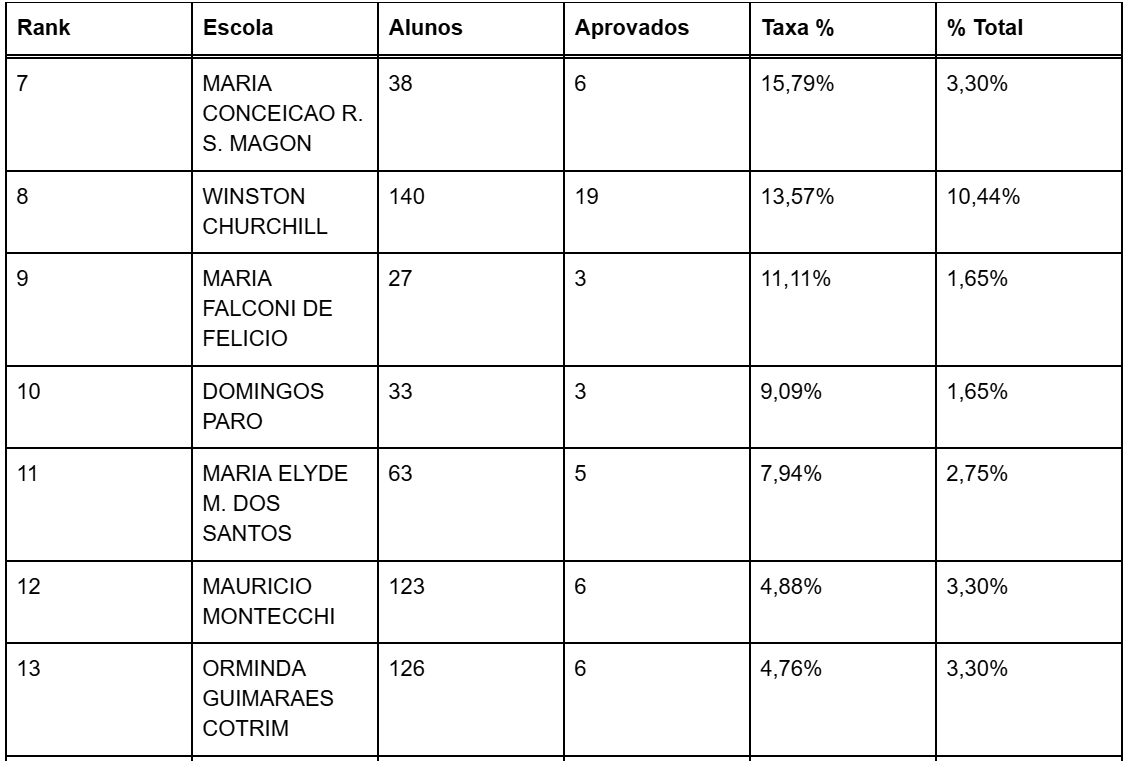 Rank Escola Alunos Aprovados Taxa % % Total
7 MARIA 38 6 15,79% 3,30%
CONCEICAO R.
S. MAGON
8 WINSTON 140 19 13,57% 10,44%
CHURCHILL
9 MARIA 27 3 11,11% 1,65%
FALCONI DE
FELICIO
10 DOMINGOS 33 3 9,09% 1,65%
PARO
11 MARIA ELYDE 63 5 7,94% 2,75%
M. DOS
SANTOS
12 MAURICIO 123 6 4,88% 3,30%
MONTECCHI
13 ORMINDA 126 6 4,76% 3,30%
GUIMARAES
COTRIM